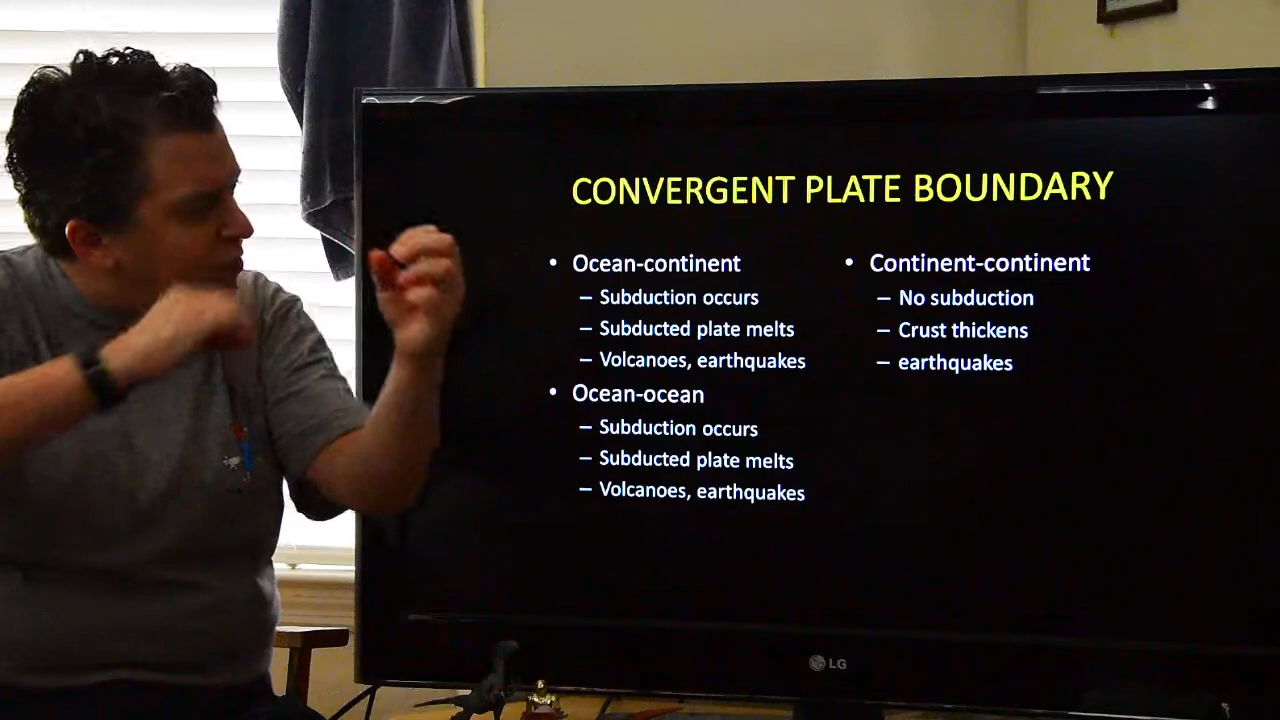 CONVERGENT PLATE BOUNDARY
• Ocean-continent
– Subduction occurs
– Subducted plate melts
– Volcanoes, earthquakes
• Ocean-ocean
– Subduction occurs
– Subducted plate melts
– Volcanoes, earthquakes
• Continent-continent
– No subduction
– Crust thickens
– earthquakes
LG